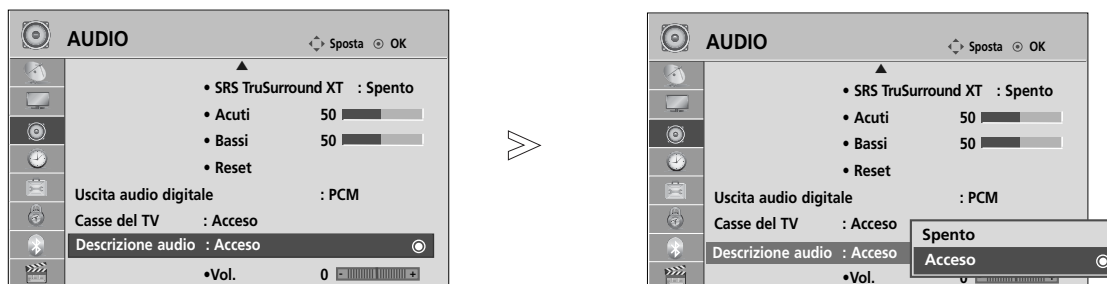 AUDIO
Sposta OK
• SRS TruSurround XT : Spento
• Acuti 50
• Bassi 50
• Reset
Uscita audio digitale : PCM
Casse del TV : Acceso
Descrizione audio : Acceso
•Vol. 0 - +
AUDIO
Sposta OK
• SRS TruSurround XT : Spento
• Acuti 50
• Bassi 50
• Reset
Uscita audio digitale : PCM
Casse del TV : Acceso
Descrizione audio : Acceso
Spento
Acceso
•Vol.